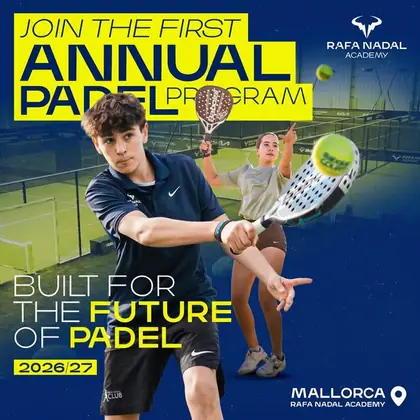 JOIN THE FIRST
ANNUAL
PADEL PROGRAM
RAFA NADAL
ACADEMY
BUILT FOR
THE FUTURE
OF PADEL
2026/27
MALLORCA
RAFA NADAL ACADEMY